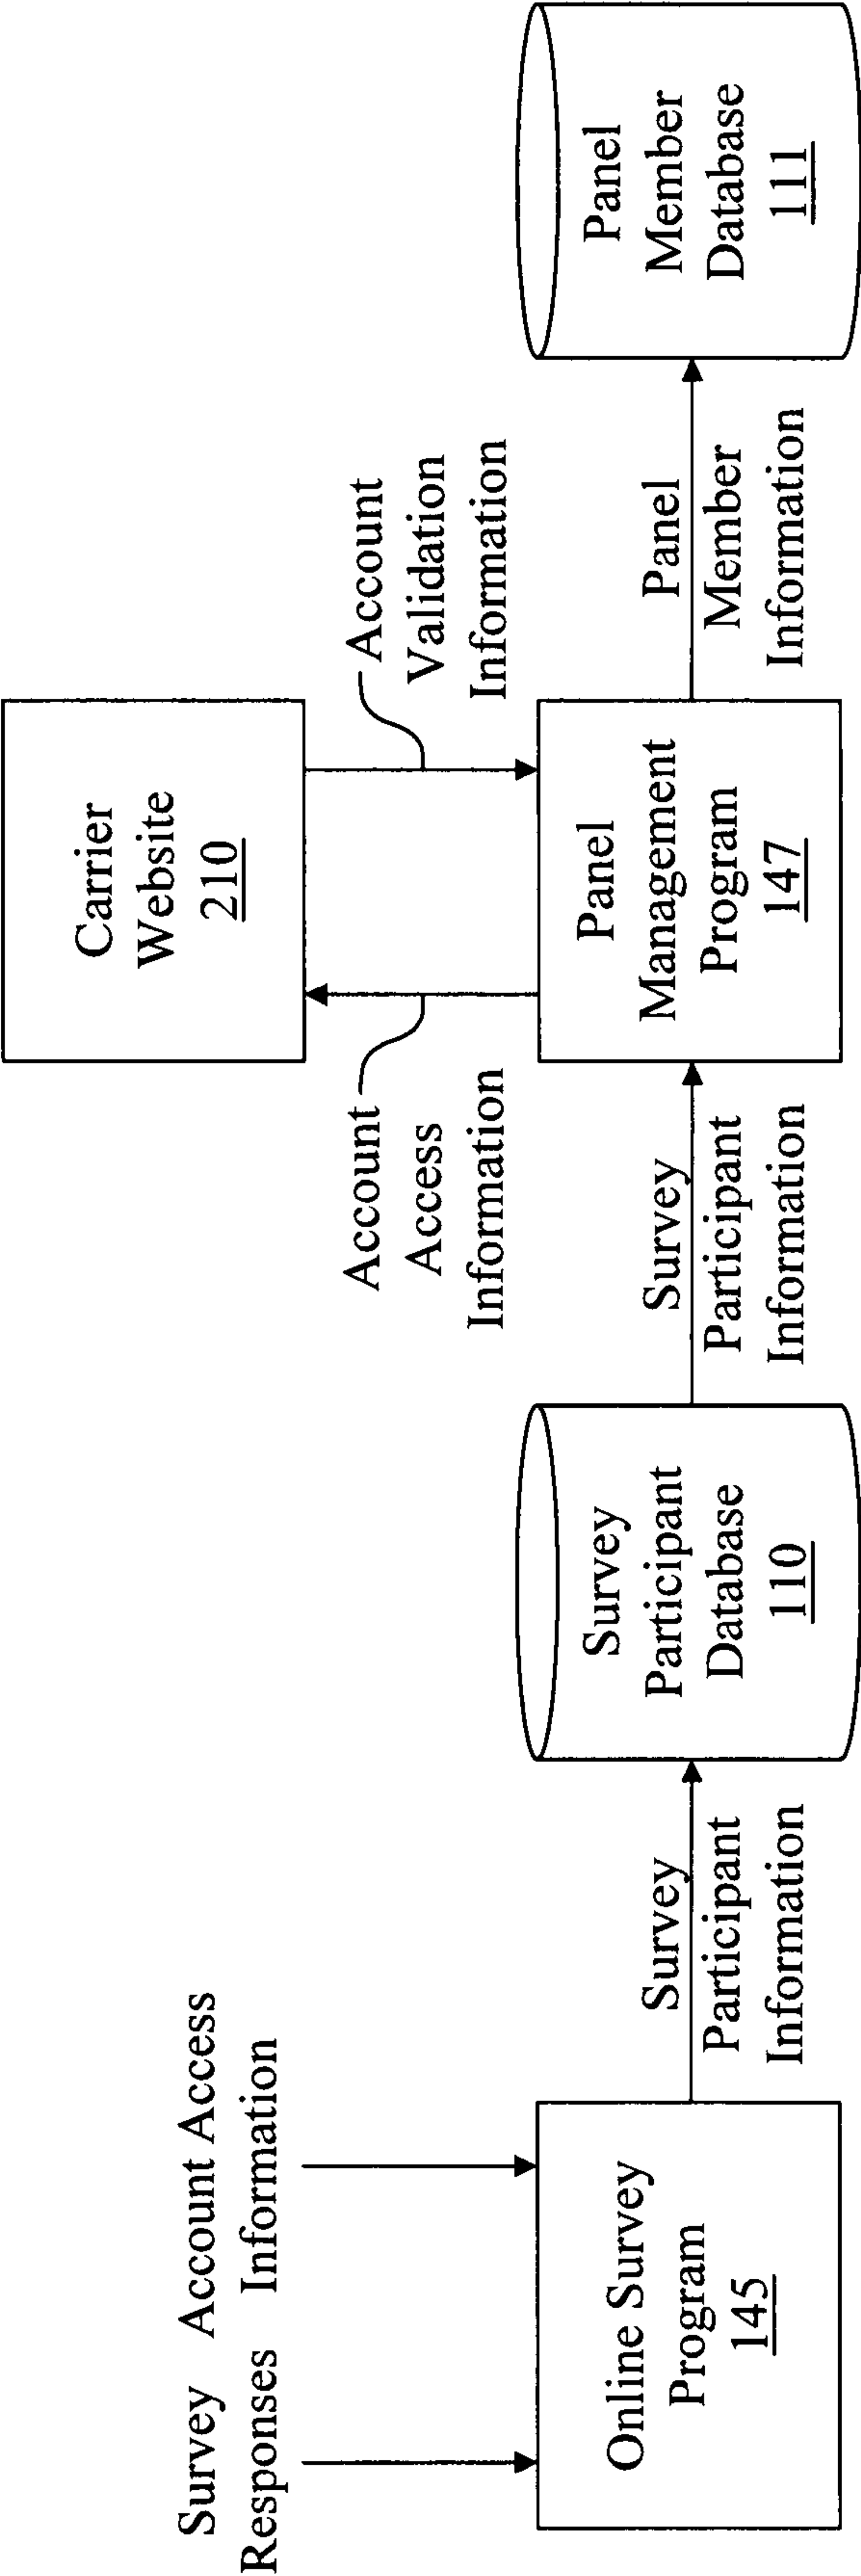 Survey
Responses
Account Access
Information
Online Survey
Program
145
Survey
Participant
Information
Survey
Participant
Database
110
Survey
Participant
Information
Account
Access
Information
Carrier
Website
210
Account
Validation
Information
Panel
Management
Program
147
Panel
Member
Information
Panel
Member
Database
111